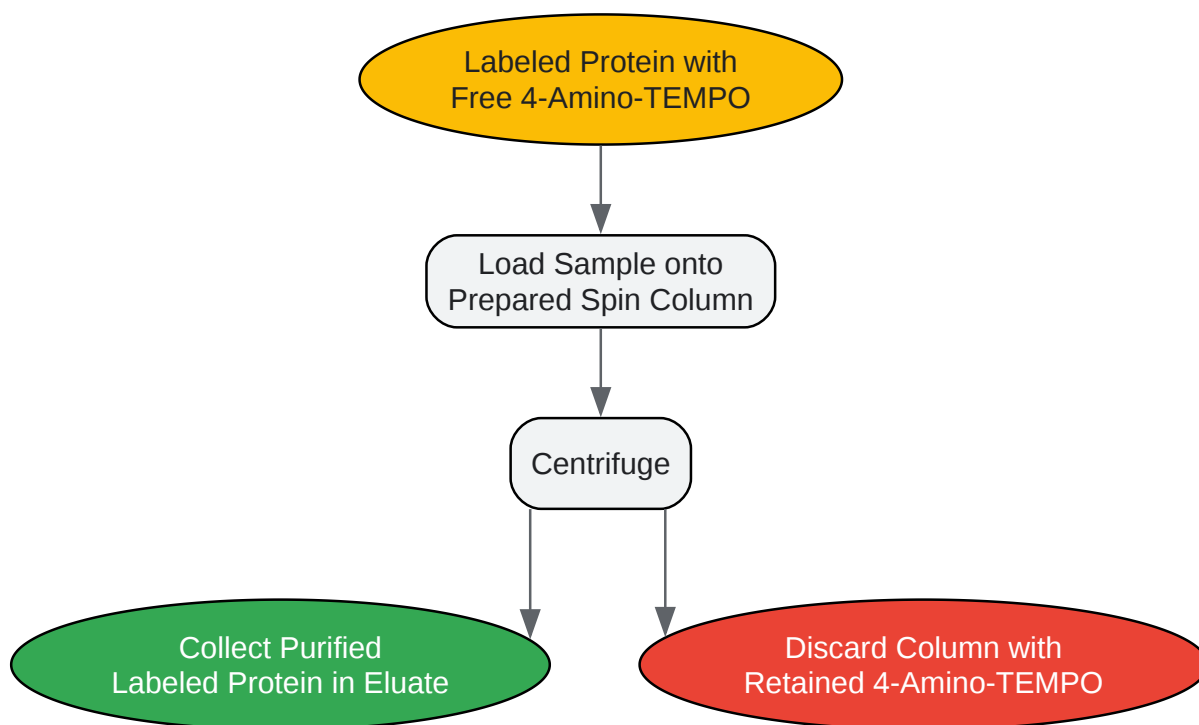 Labeled Protein with
Free 4-Amino-TEMPO
Load Sample onto
Prepared Spin Column
Centrifuge
Collect Purified
Labeled Protein in Eluate
Discard Column with
Retained 4-Amino-TEMPO